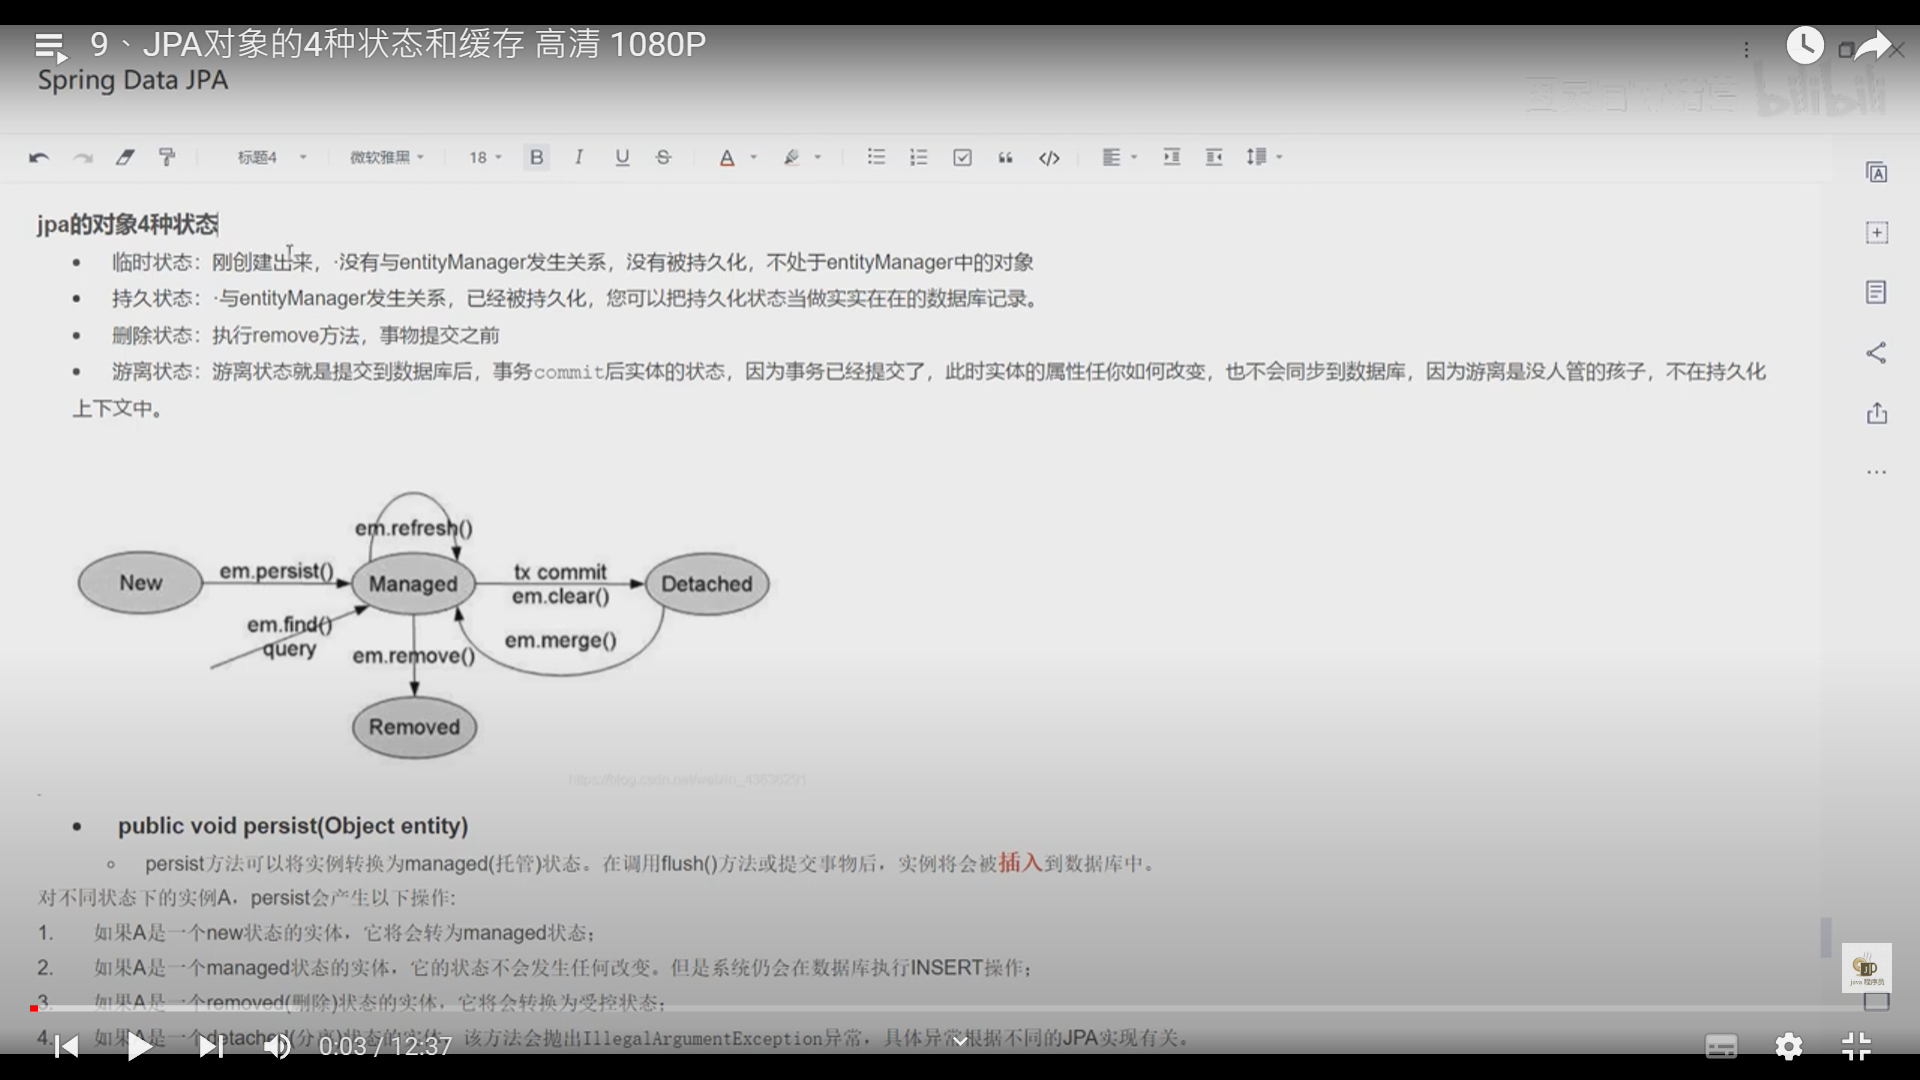 9、JPA对象的4种状态和缓存 高清 1080P
Spring Data JPA
bilibili
标题4 微软雅黑 18 B I U S A
jpa的对象4种状态
• 临时状态：刚创建出来，·没有与entityManager发生关系，没有被持久化，不处于entityManager中的对象
• 持久状态：·与entityManager发生关系，已经被持久化，您可以把持久化状态当做实实在在的数据库记录。
• 删除状态：执行remove方法，事物提交之前
• 游离状态：游离状态就是提交到数据库后，事务commit后实体的状态，因为事务已经提交了，此时实体的属性任你如何改变，也不会同步到数据库，因为游离是没人管的孩子，不在持久化
上下文中。
em.refresh()
New
em.persist()
Managed
tx commit
em.clear()
Detached
em.find()
query
em.remove()
em.merge()
Removed
• public void persist(Object entity)
◦ persist方法可以将实例转换为managed(托管)状态。在调用flush()方法或提交事物后，实例将会被插入到数据库中。
对不同状态下的实例A，persist会产生以下操作:
1. 如果A是一个new状态的实体，它将会转为managed状态；
2. 如果A是一个managed状态的实体，它的状态不会发生任何改变。但是系统仍会在数据库执行INSERT操作；
3. 如果A是一个removed(删除)状态的实体，它将会转换为受控状态；
4. 如果A是一个detached(分离)状态的实体，该方法会抛出IllegalArgumentException异常，具体异常根据不同的JPA实现有关。
java 程序员
0:03 / 12:37